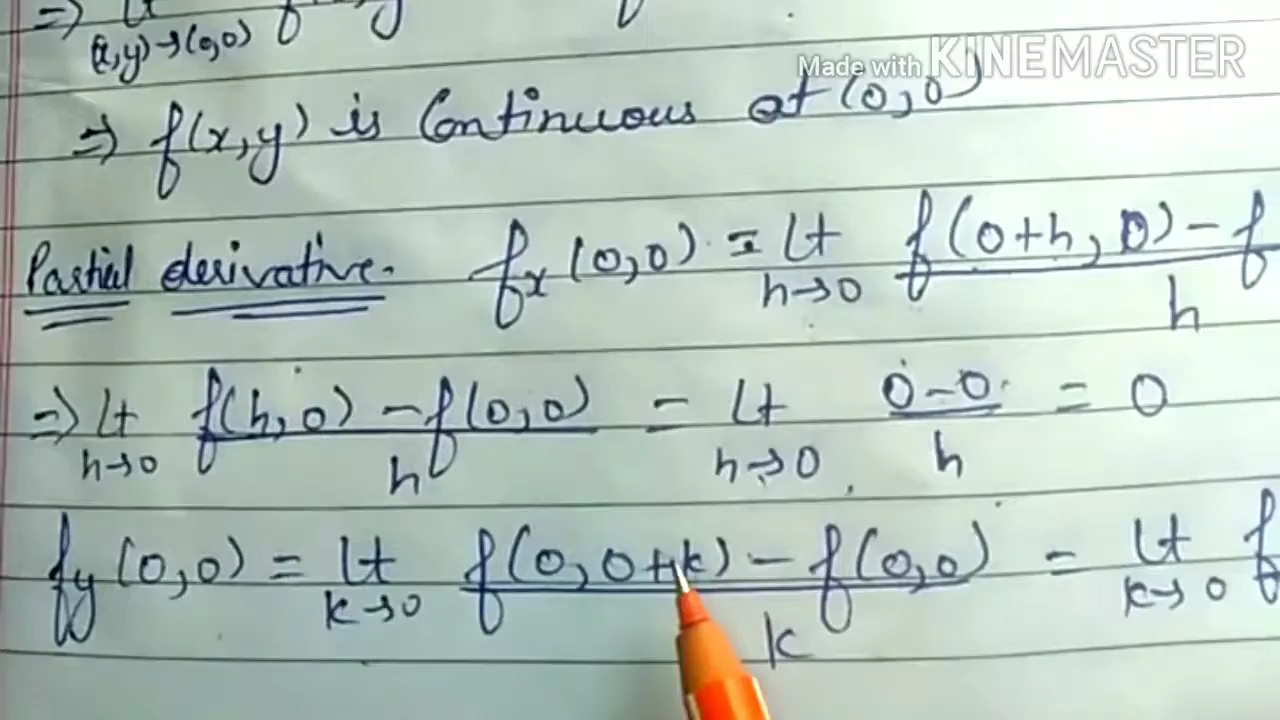 ⇒ Lt f y f
(x,y)→(0,0)
Made with KINEMASTER
⇒ f(x,y) is Continuous at (0,0)
Partial derivative. fx(0,0) = Lt f(0+h, 0) - f
h→0 h
⇒ Lt f(h,0) - f(0,0) = Lt 0-0 = 0
h→0 h h→0 h
fy(0,0) = Lt f(0,0+k) - f(0,0) = Lt f
k→0 k k→0